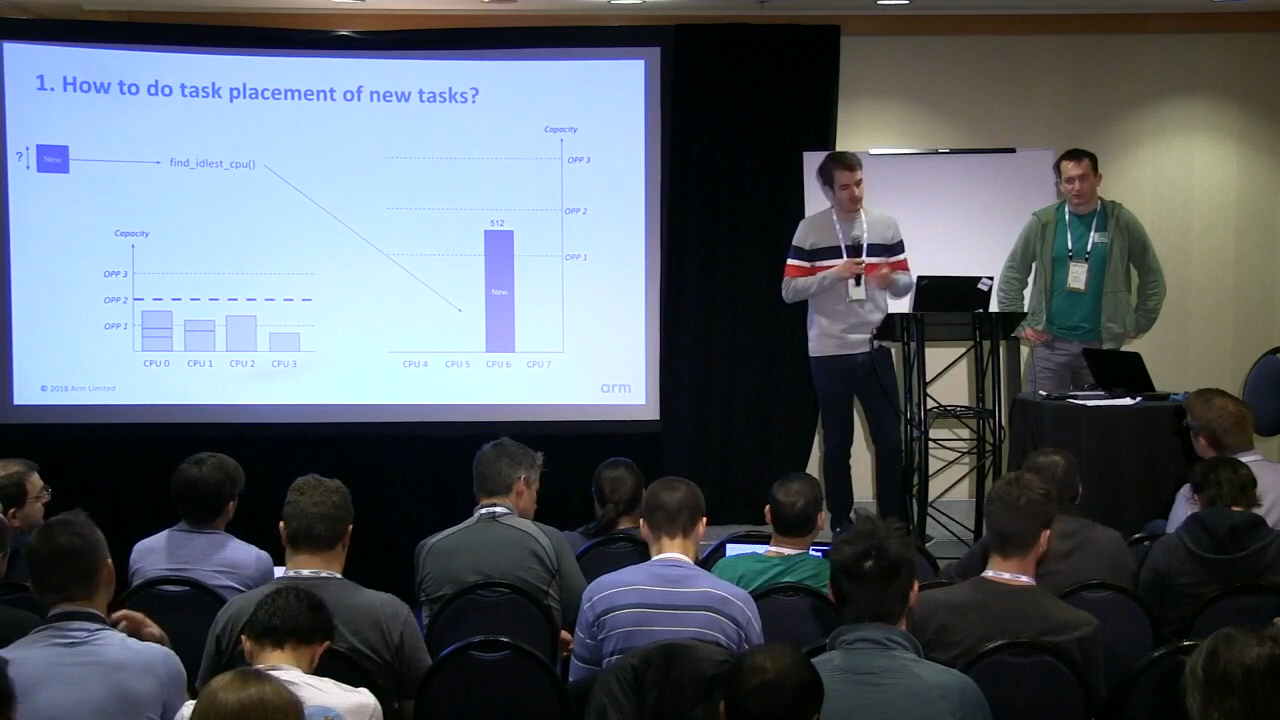 1. How to do task placement of new tasks?
?
New
find_idlest_cpu()
Capacity
OPP 3
OPP 2
OPP 1
512
New
CPU 4 CPU 5 CPU 6 CPU 7
Capacity
OPP 3
OPP 2
OPP 1
CPU 0 CPU 1 CPU 2 CPU 3
© 2018 Arm Limited
arm